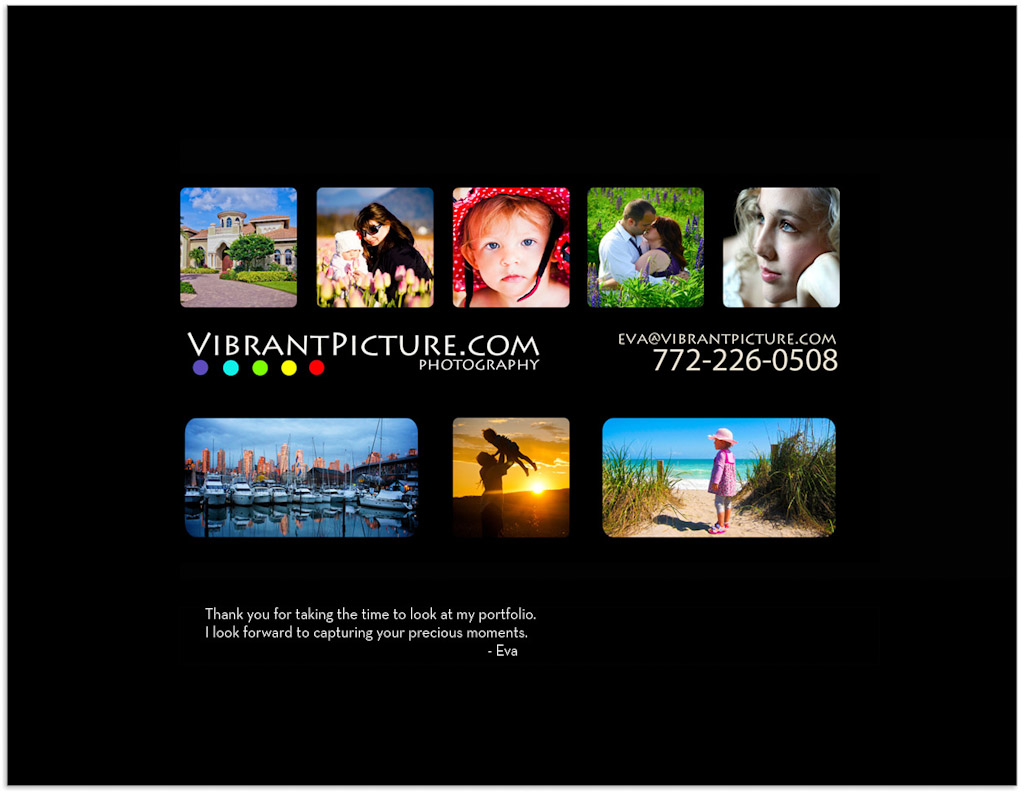 VibrantPicture.com
photography
eva@vibrantpicture.com
772-226-0508
Thank you for taking the time to look at my portfolio.
I look forward to capturing your precious moments.
- Eva